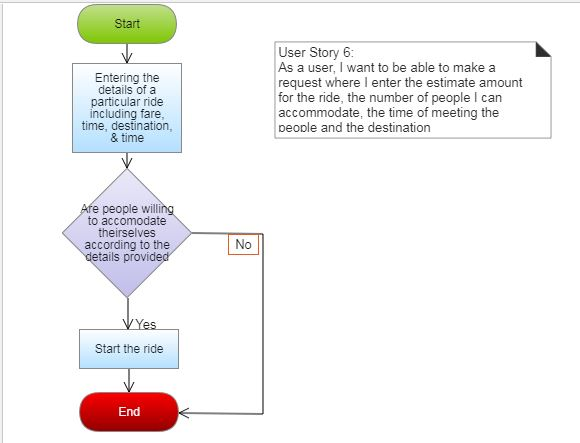 Start
User Story 6:
As a user, I want to be able to make a
request where I enter the estimate amount
for the ride, the number of people I can
accommodate, the time of meeting the
people and the destination
Entering the
details of a
particular ride
including fare,
time, destination,
& time
Are people willing
to accomodate
theirselves
according to the
details provided
No
Yes
Start the ride
End